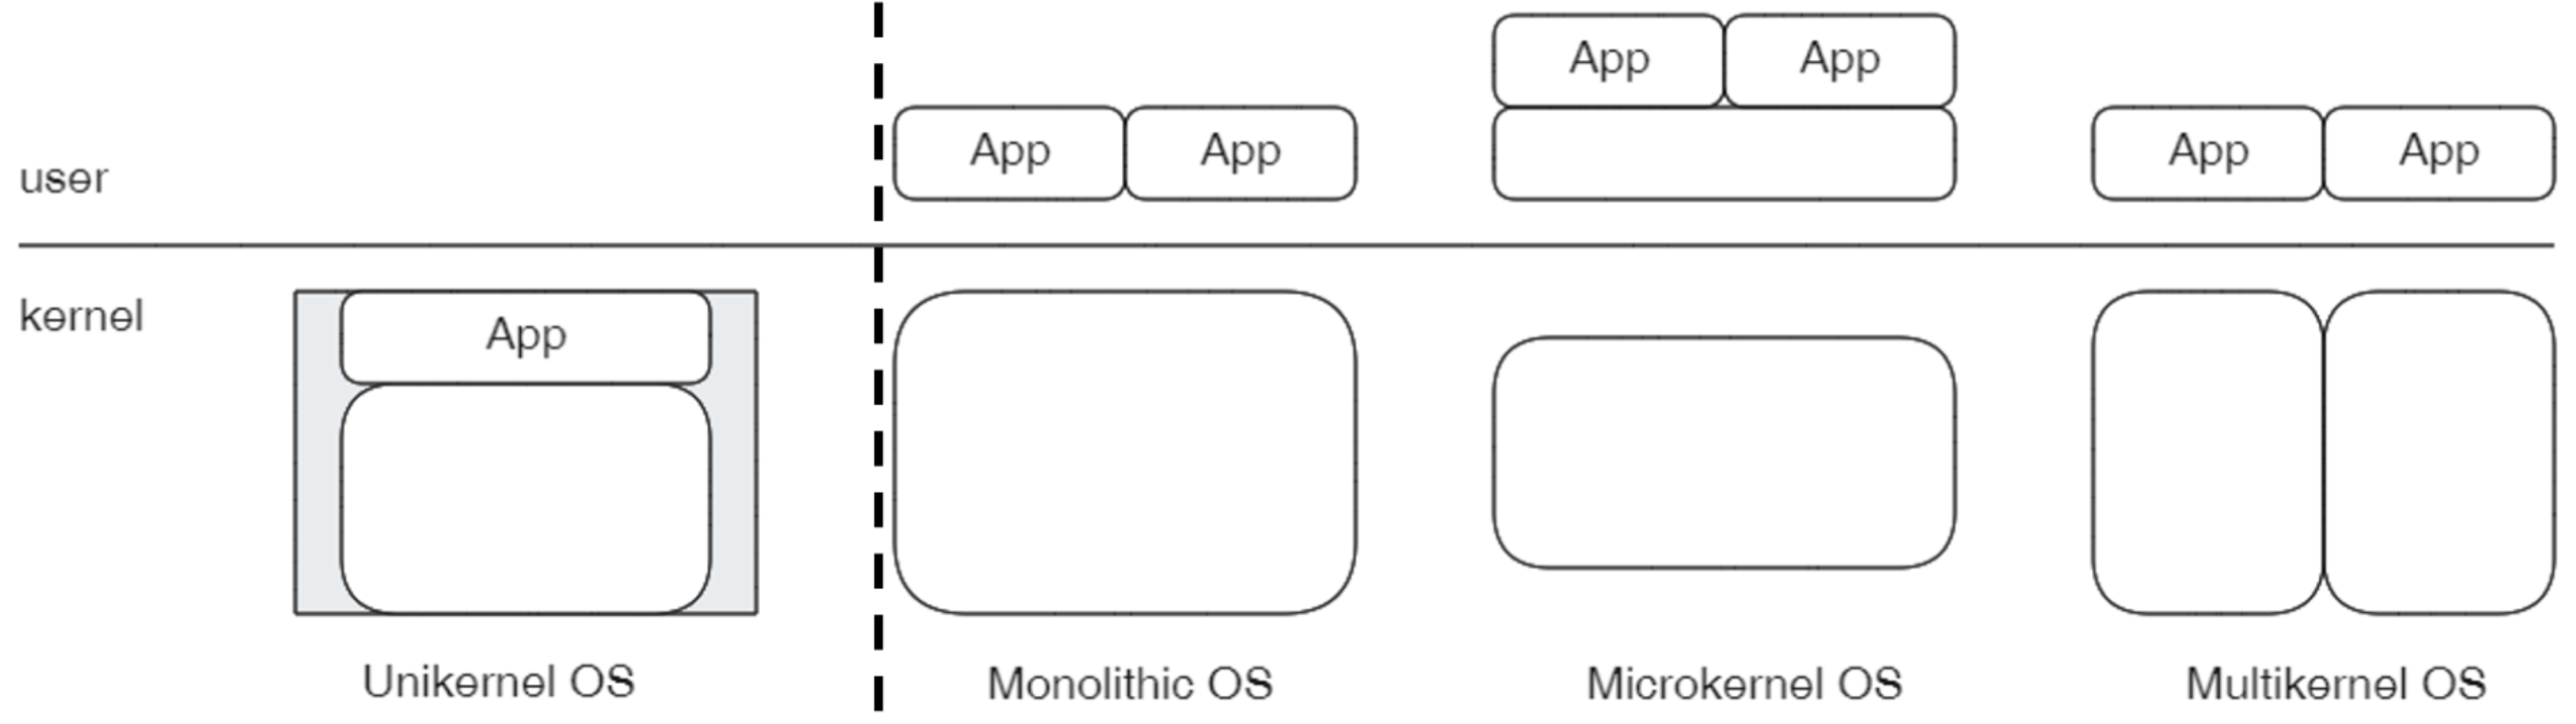 App App
App App App App
user
kernel
App
Unikernel OS Monolithic OS Microkernel OS Multikernel OS